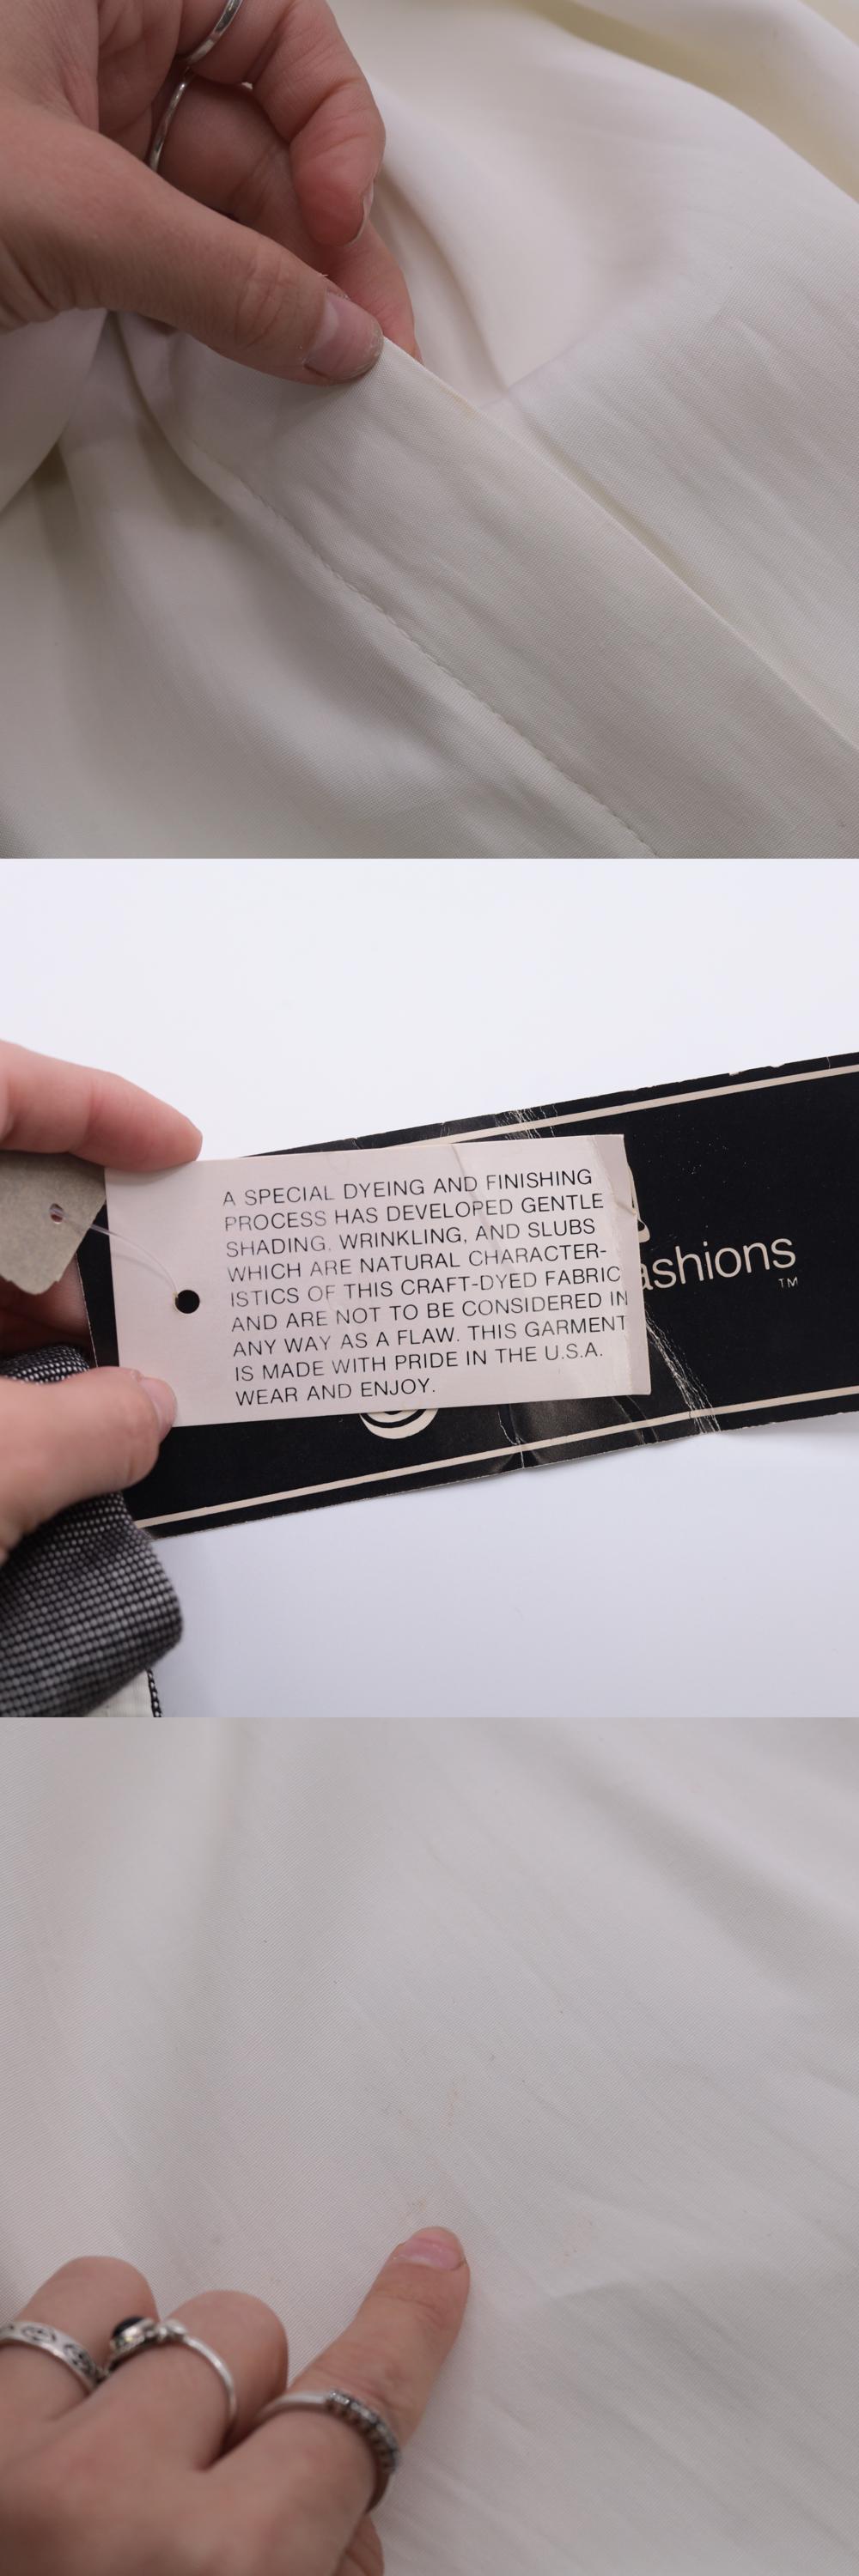 A SPECIAL DYEING AND FINISHING
PROCESS HAS DEVELOPED GENTLE
SHADING, WRINKLING, AND SLUBS
WHICH ARE NATURAL CHARACTER-
ISTICS OF THIS CRAFT-DYED FABRIC
AND ARE NOT TO BE CONSIDERED IN
ANY WAY AS A FLAW. THIS GARMENT
IS MADE WITH PRIDE IN THE U.S.A.
WEAR AND ENJOY.
ashions
TM